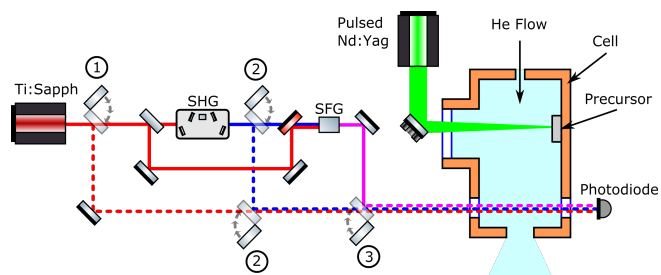 Pulsed
Nd:Yag
He Flow
Cell
1
2
Ti:Sapph
SHG
SFG
Precursor
Photodiode
2
3